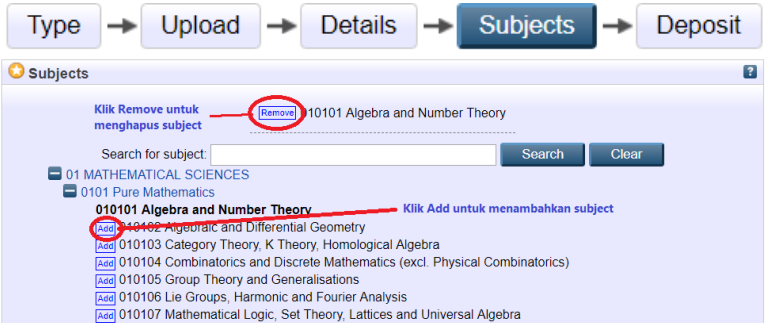 Type Upload Details Subjects Deposit
Subjects ?
Klik Remove untuk
menghapus subject
Remove 010101 Algebra and Number Theory
Search for subject: Search Clear
01 MATHEMATICAL SCIENCES
0101 Pure Mathematics
010101 Algebra and Number Theory
Klik Add untuk menambahkan subject
Add 010102 Algebraic and Differential Geometry
Add 010103 Category Theory, K Theory, Homological Algebra
Add 010104 Combinatorics and Discrete Mathematics (excl. Physical Combinatorics)
Add 010105 Group Theory and Generalisations
Add 010106 Lie Groups, Harmonic and Fourier Analysis
Add 010107 Mathematical Logic, Set Theory, Lattices and Universal Algebra